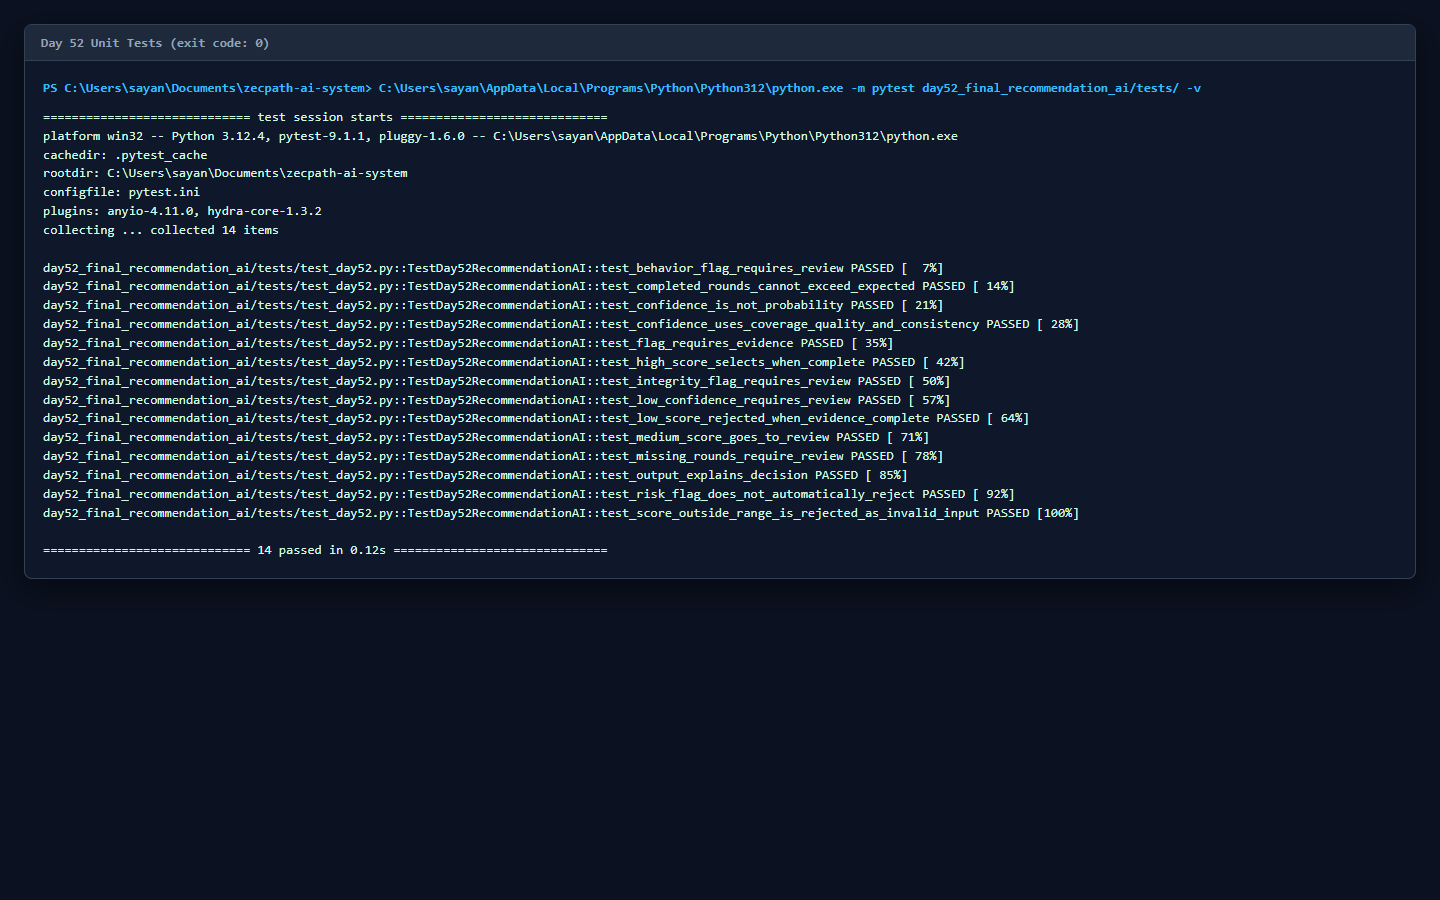 Day 52 Unit Tests (exit code: 0)
PS C:\Users\sayan\Documents\zecpath-ai-system> C:\Users\sayan\AppData\Local\Programs\Python\Python312\python.exe -m pytest day52_final_recommendation_ai/tests/ -v
============================= test session starts =============================
platform win32 -- Python 3.12.4, pytest-9.1.1, pluggy-1.6.0 -- C:\Users\sayan\AppData\Local\Programs\Python\Python312\python.exe
cachedir: .pytest_cache
rootdir: C:\Users\sayan\Documents\zecpath-ai-system
configfile: pytest.ini
plugins: anyio-4.11.0, hydra-core-1.3.2
collecting ... collected 14 items
day52_final_recommendation_ai/tests/test_day52.py::TestDay52RecommendationAI::test_behavior_flag_requires_review PASSED [  7%]
day52_final_recommendation_ai/tests/test_day52.py::TestDay52RecommendationAI::test_completed_rounds_cannot_exceed_expected PASSED [ 14%]
day52_final_recommendation_ai/tests/test_day52.py::TestDay52RecommendationAI::test_confidence_is_not_probability PASSED [ 21%]
day52_final_recommendation_ai/tests/test_day52.py::TestDay52RecommendationAI::test_confidence_uses_coverage_quality_and_consistency PASSED [ 28%]
day52_final_recommendation_ai/tests/test_day52.py::TestDay52RecommendationAI::test_flag_requires_evidence PASSED [ 35%]
day52_final_recommendation_ai/tests/test_day52.py::TestDay52RecommendationAI::test_high_score_selects_when_complete PASSED [ 42%]
day52_final_recommendation_ai/tests/test_day52.py::TestDay52RecommendationAI::test_integrity_flag_requires_review PASSED [ 50%]
day52_final_recommendation_ai/tests/test_day52.py::TestDay52RecommendationAI::test_low_confidence_requires_review PASSED [ 57%]
day52_final_recommendation_ai/tests/test_day52.py::TestDay52RecommendationAI::test_low_score_rejected_when_evidence_complete PASSED [ 64%]
day52_final_recommendation_ai/tests/test_day52.py::TestDay52RecommendationAI::test_medium_score_goes_to_review PASSED [ 71%]
day52_final_recommendation_ai/tests/test_day52.py::TestDay52RecommendationAI::test_missing_rounds_require_review PASSED [ 78%]
day52_final_recommendation_ai/tests/test_day52.py::TestDay52RecommendationAI::test_output_explains_decision PASSED [ 85%]
day52_final_recommendation_ai/tests/test_day52.py::TestDay52RecommendationAI::test_risk_flag_does_not_automatically_reject PASSED [ 92%]
day52_final_recommendation_ai/tests/test_day52.py::TestDay52RecommendationAI::test_score_outside_range_is_rejected_as_invalid_input PASSED [100%]
============================= 14 passed in 0.12s ==============================